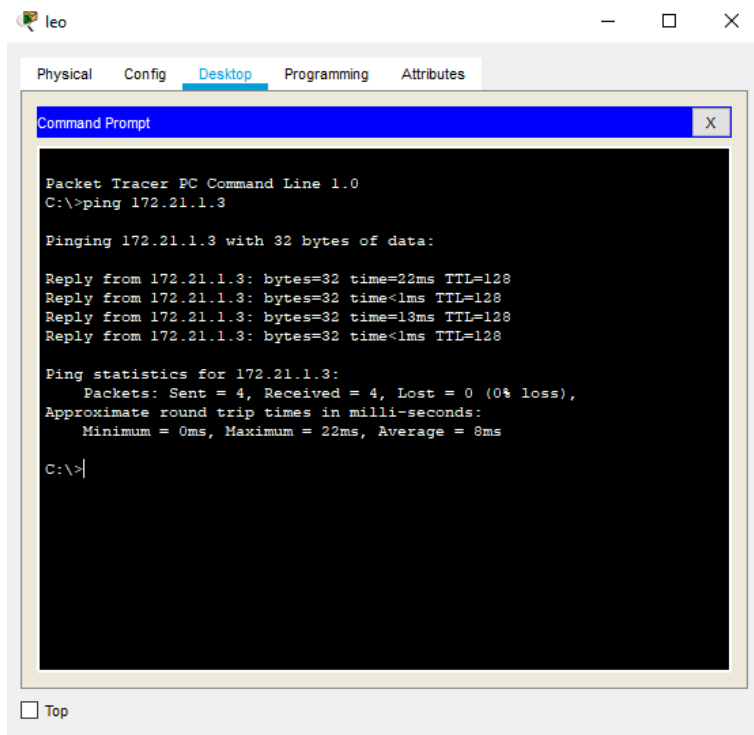 leo
Physical Config Desktop Programming Attributes
Command Prompt X
Packet Tracer PC Command Line 1.0
C:\>ping 172.21.1.3
Pinging 172.21.1.3 with 32 bytes of data:
Reply from 172.21.1.3: bytes=32 time=22ms TTL=128
Reply from 172.21.1.3: bytes=32 time<1ms TTL=128
Reply from 172.21.1.3: bytes=32 time=13ms TTL=128
Reply from 172.21.1.3: bytes=32 time<1ms TTL=128
Ping statistics for 172.21.1.3:
Packets: Sent = 4, Received = 4, Lost = 0 (0% loss),
Approximate round trip times in milli-seconds:
Minimum = 0ms, Maximum = 22ms, Average = 8ms
C:\>
Top